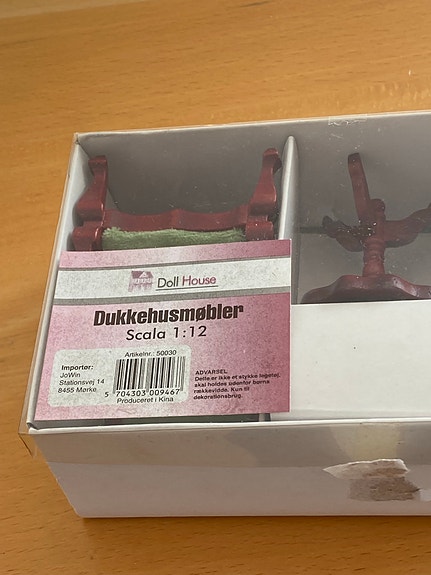 Doll House
Dukkehusmøbler
Scala 1:12
Importør:
JoWin
Stationsvej 14
8455 Mørke
Artikelnr.: 50030
5 704303 009467
Produceret i Kina
ADVARSEL
Dette er ikke et stykke legetøj,
skal holdes udenfor børns
rækkevidde. Kun til
dekorationsbrug.